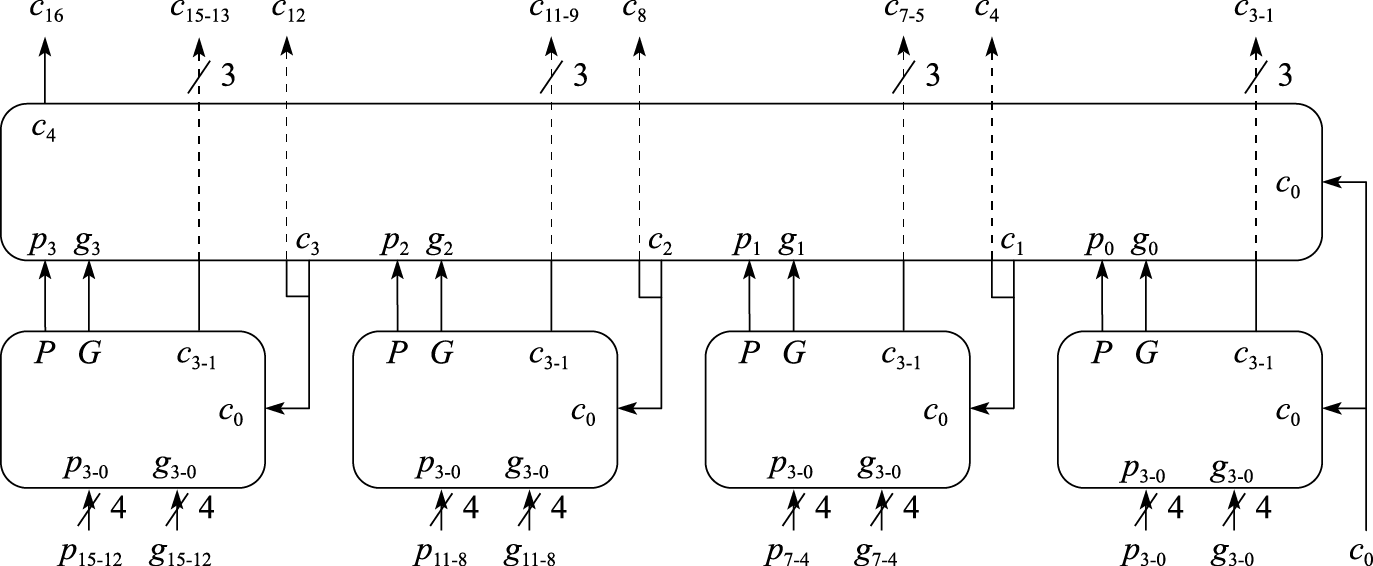 c16 c15-13 c12 c11-9 c8 c7-5 c4 c3-1
3 3 3 3
c4
c0
p3 g3 c3 p2 g2 c2 p1 g1 c1 p0 g0
P G c3-1 P G c3-1 P G c3-1 P G c3-1
c0 c0 c0 c0
p3-0 g3-0 p3-0 g3-0 p3-0 g3-0 p3-0 g3-0
4 4 4 4 4 4 4 4
p15-12 g15-12 p11-8 g11-8 p7-4 g7-4 p3-0 g3-0 c0